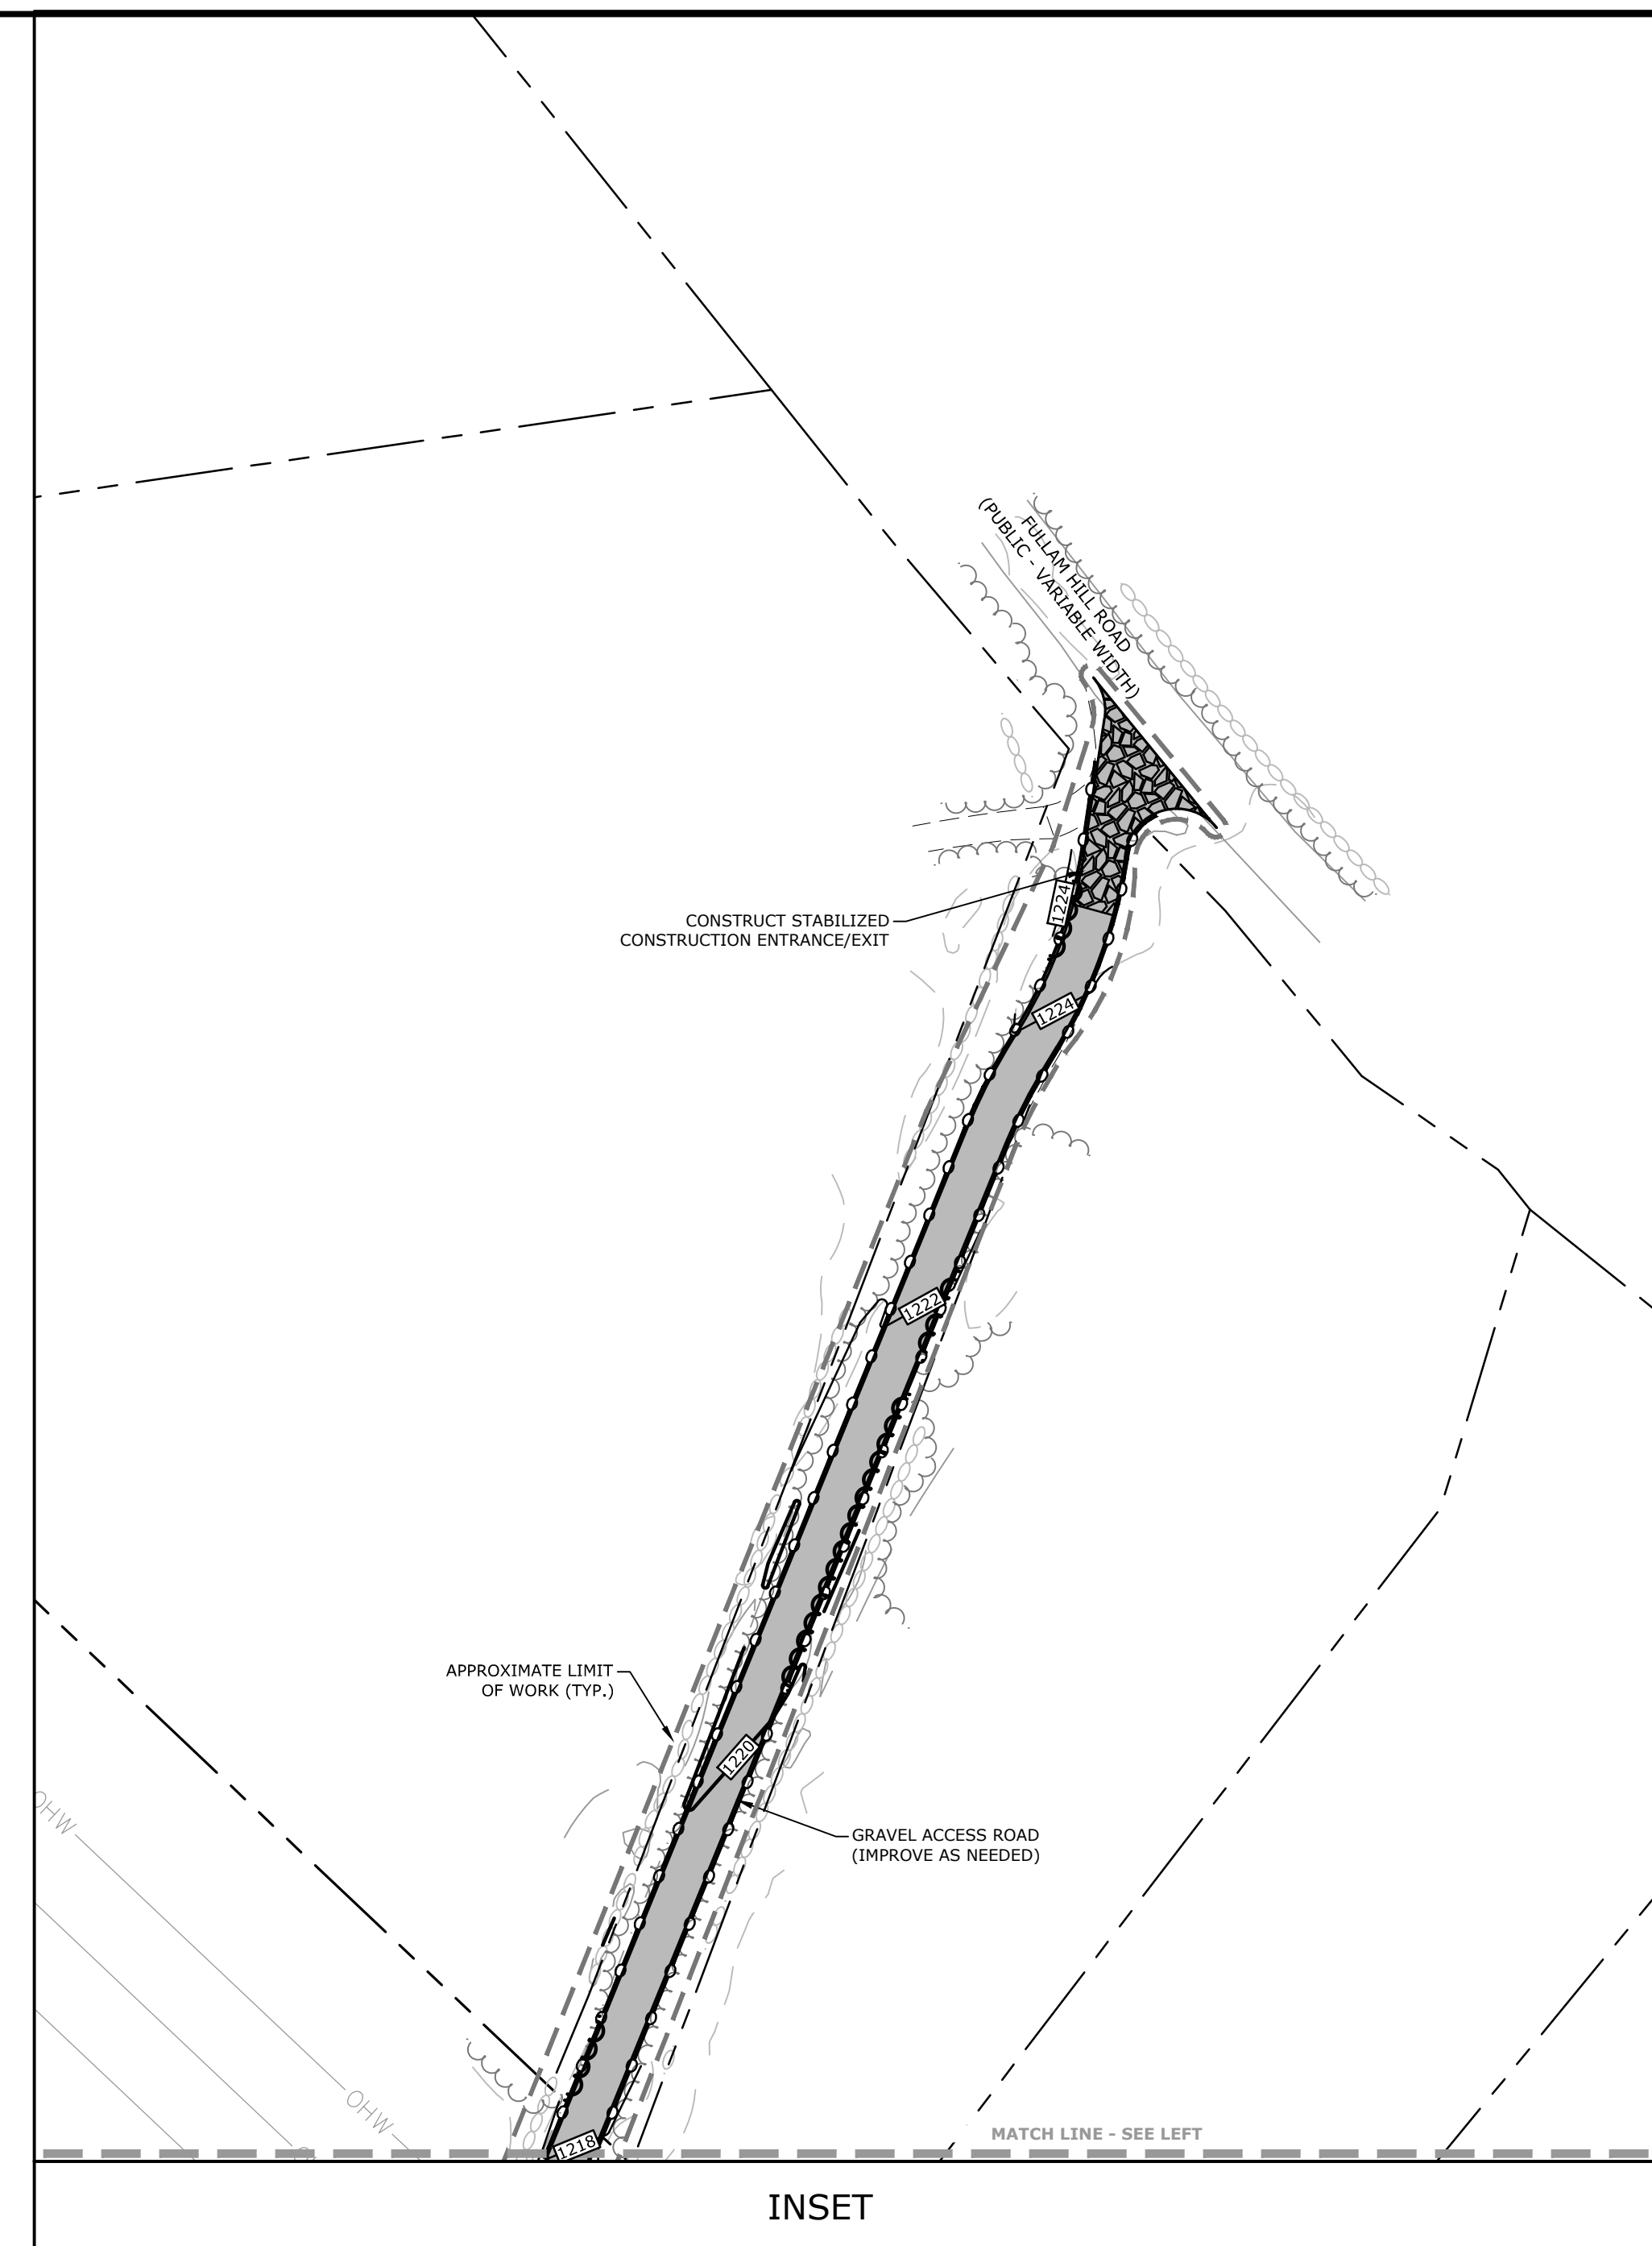 FULLAM HILL ROAD
(PUBLIC - VARIABLE WIDTH)
1224
CONSTRUCT STABILIZED
CONSTRUCTION ENTRANCE/EXIT
1224
1222
APPROXIMATE LIMIT
OF WORK (TYP.)
1220
OHW
GRAVEL ACCESS ROAD
(IMPROVE AS NEEDED)
OHW
MATCH LINE - SEE LEFT
1218
INSET